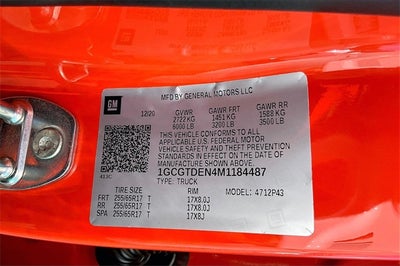 MFD BY GENERAL MOTORS LLC
GM
12/20 GVWR GAWR FRT GAWR RR
2722 KG 1451 KG 1588 KG
6000 LB 3200 LB 3500 LB
THIS VEHICLE CONFORMS TO ALL
APPLICABLE U.S. FEDERAL MOTOR
VEHICLE SAFETY AND THEFT PREVENTION
STANDARDS IN EFFECT ON THE DATE OF
MANUFACTURE SHOWN ABOVE.
1GCGTDEN4M1184487
TYPE: TRUCK
MODEL: 4712P43
TIRE SIZE RIM
FRT 255/65R17 T 17X8.0J
RR 255/65R17 T 17X8.0J
SPA 255/65R17 T 17X8J